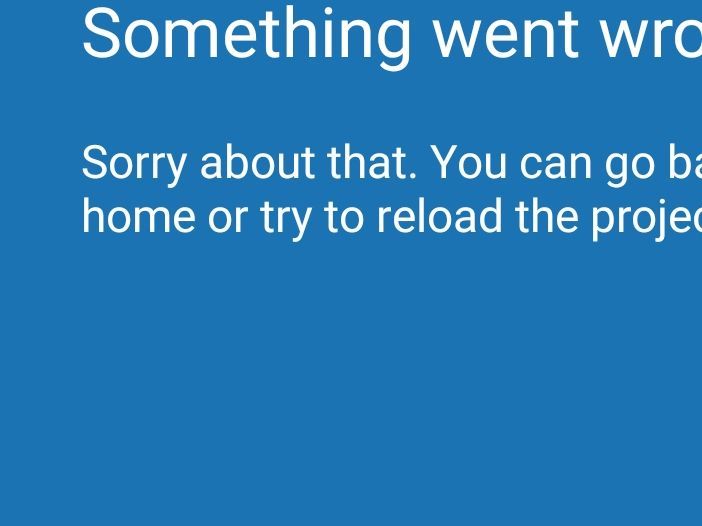 Something went wro
Sorry about that. You can go ba
home or try to reload the projec